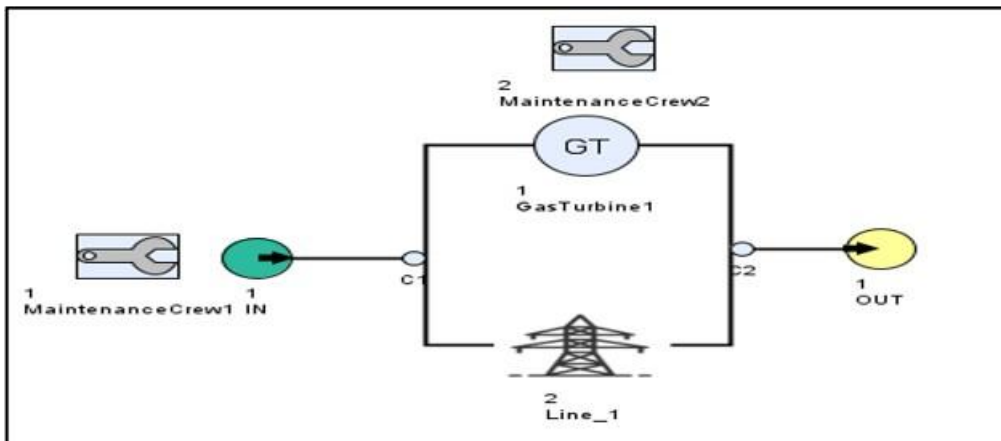 2
MaintenanceCrew2
GT
1
GasTurbine1
C1
C2
1
MaintenanceCrew1
1
IN
1
OUT
2
Line_1